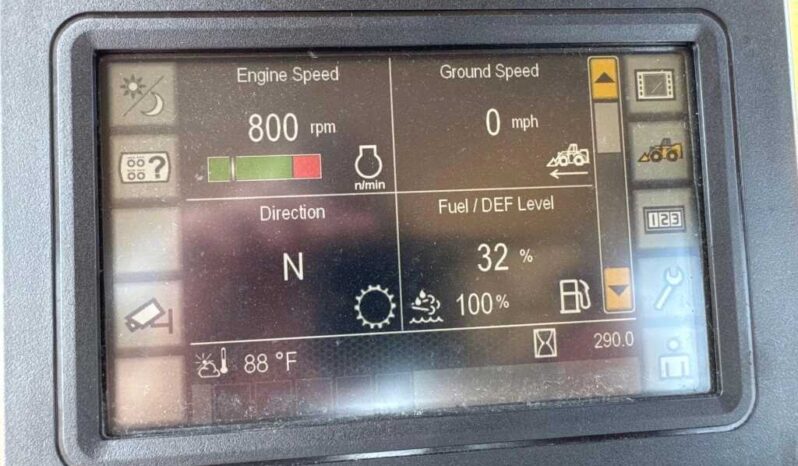 Engine Speed
800 rpm
n/min
Ground Speed
0 mph
?
Direction
N
Fuel / DEF Level
32 %
100%
123
88 °F
290.0